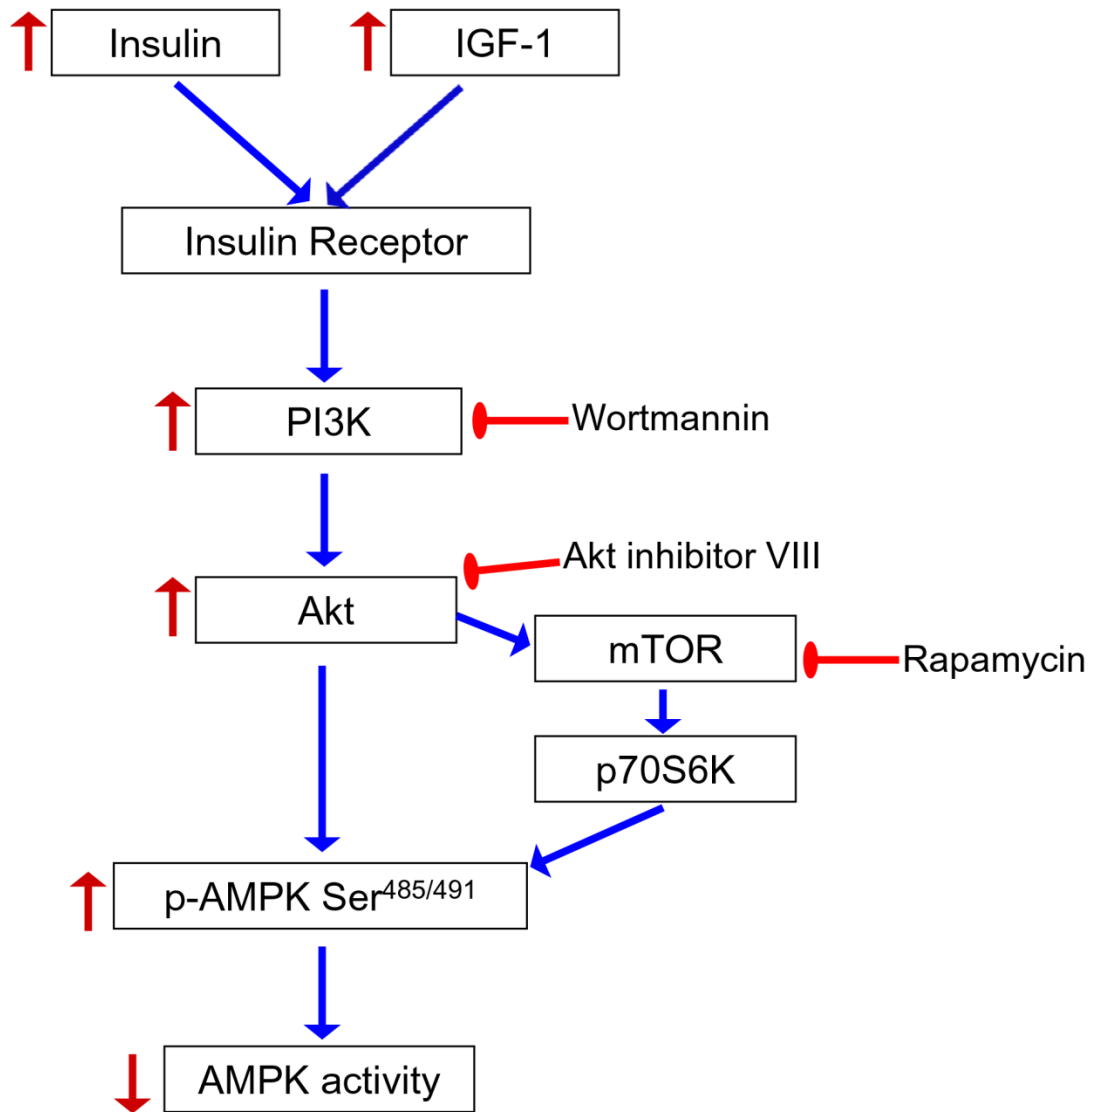 Insulin
IGF-1
Insulin Receptor
PI3K
Wortmannin
Akt inhibitor VIII
Akt
mTOR
Rapamycin
p70S6K
p-AMPK Ser485/491
AMPK activity